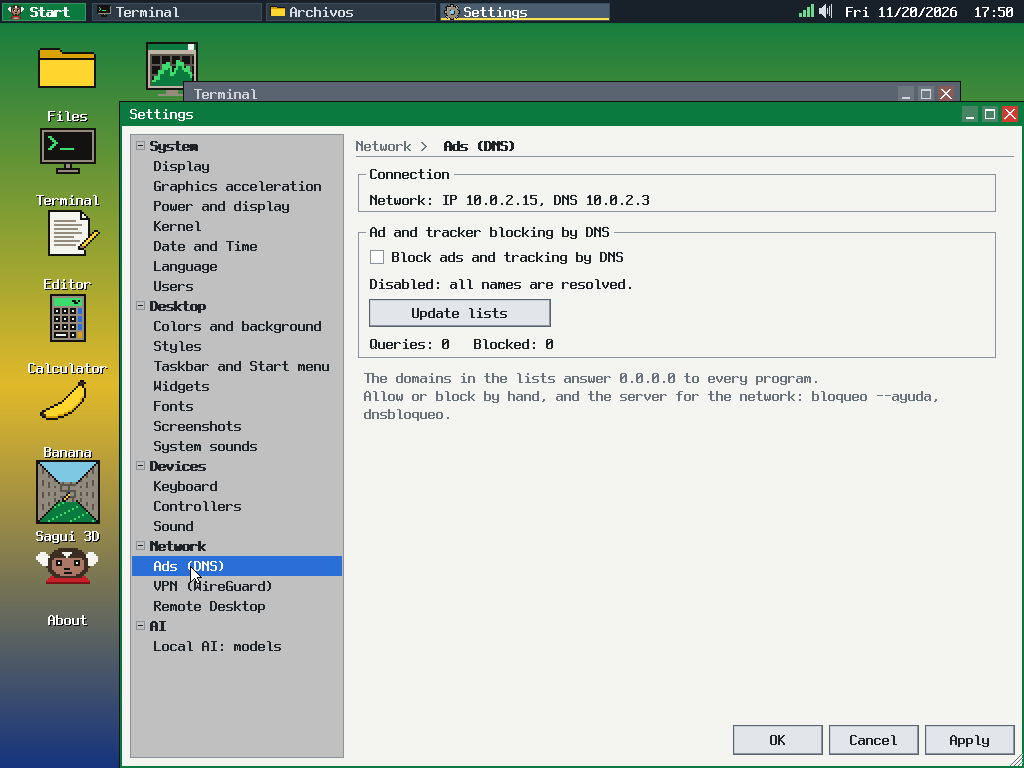 Start
Terminal
Archivos
Settings
Fri 11/20/2026 17:50
Files
Terminal
Editor
Calculator
Banana
Sagui 3D
About
Terminal
Settings
System
Display
Graphics acceleration
Power and display
Kernel
Date and Time
Language
Users
Desktop
Colors and background
Styles
Taskbar and Start menu
Widgets
Fonts
Screenshots
System sounds
Devices
Keyboard
Controllers
Sound
Network
Ads (DNS)
VPN (WireGuard)
Remote Desktop
AI
Local AI: models
Network > Ads (DNS)
Connection
Network: IP 10.0.2.15, DNS 10.0.2.3
Ad and tracker blocking by DNS
Block ads and tracking by DNS
Disabled: all names are resolved.
Update lists
Queries: 0 Blocked: 0
The domains in the lists answer 0.0.0.0 to every program.
Allow or block by hand, and the server for the network: bloqueo --ayuda,
dnsbloqueo.
OK
Cancel
Apply